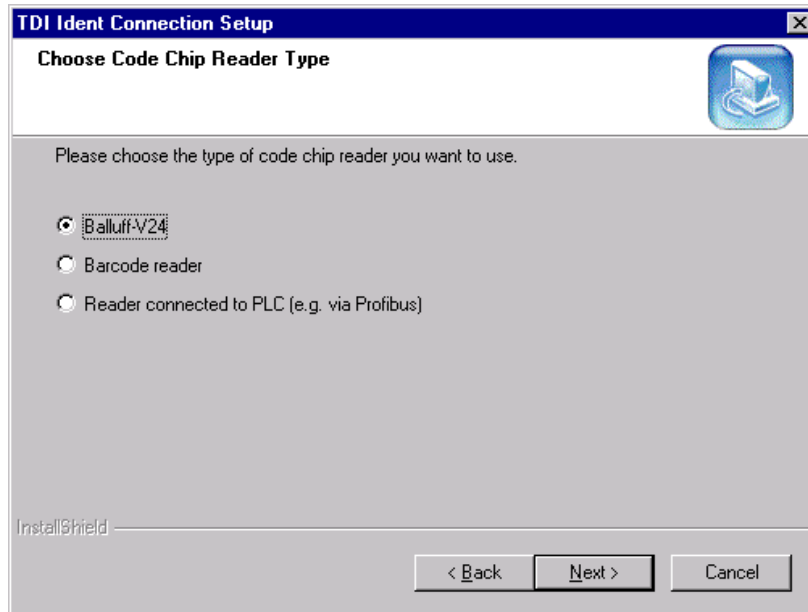 TDI Ident Connection Setup
Choose Code Chip Reader Type
Please choose the type of code chip reader you want to use.
Balluff-V24
Barcode reader
Reader connected to PLC (e.g. via Profibus)
InstallShield
< Back Next > Cancel